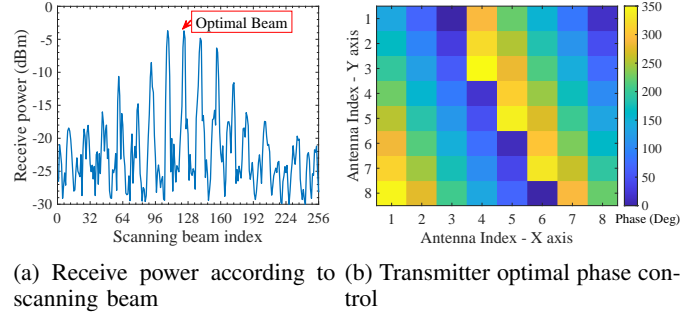 0
-5
-10
-15
-20
-25
-30
Receive power (dBm)
Optimal Beam
0 32 64 96 128 160 192 224 256
Scanning beam index
1
2
3
4
5
6
7
8
Antenna Index - Y axis
1 2 3 4 5 6 7 8
Antenna Index - X axis
350
300
250
200
150
100
50
0
Phase (Deg)
(a) Receive power according to
scanning beam
(b) Transmitter optimal phase con-
trol